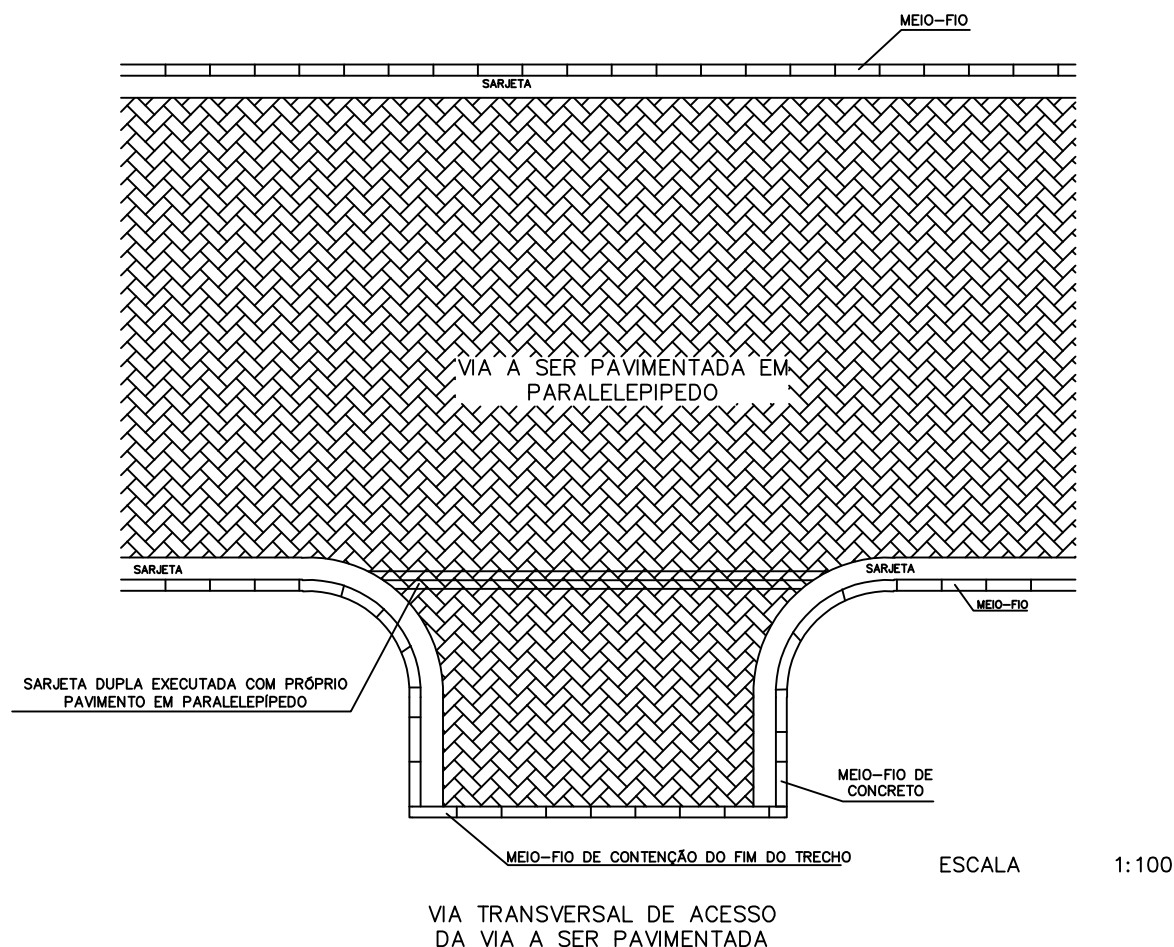 MEIO-FIO
SARJETA
VIA A SER PAVIMENTADA EM
PARALELEPIPEDO
SARJETA
SARJETA
MEIO-FIO
SARJETA DUPLA EXECUTADA COM PRÓPRIO
PAVIMENTO EM PARALELEPÍPEDO
MEIO-FIO DE
CONCRETO
MEIO-FIO DE CONTENÇÃO DO FIM DO TRECHO
ESCALA 1:100
VIA TRANSVERSAL DE ACESSO
DA VIA A SER PAVIMENTADA